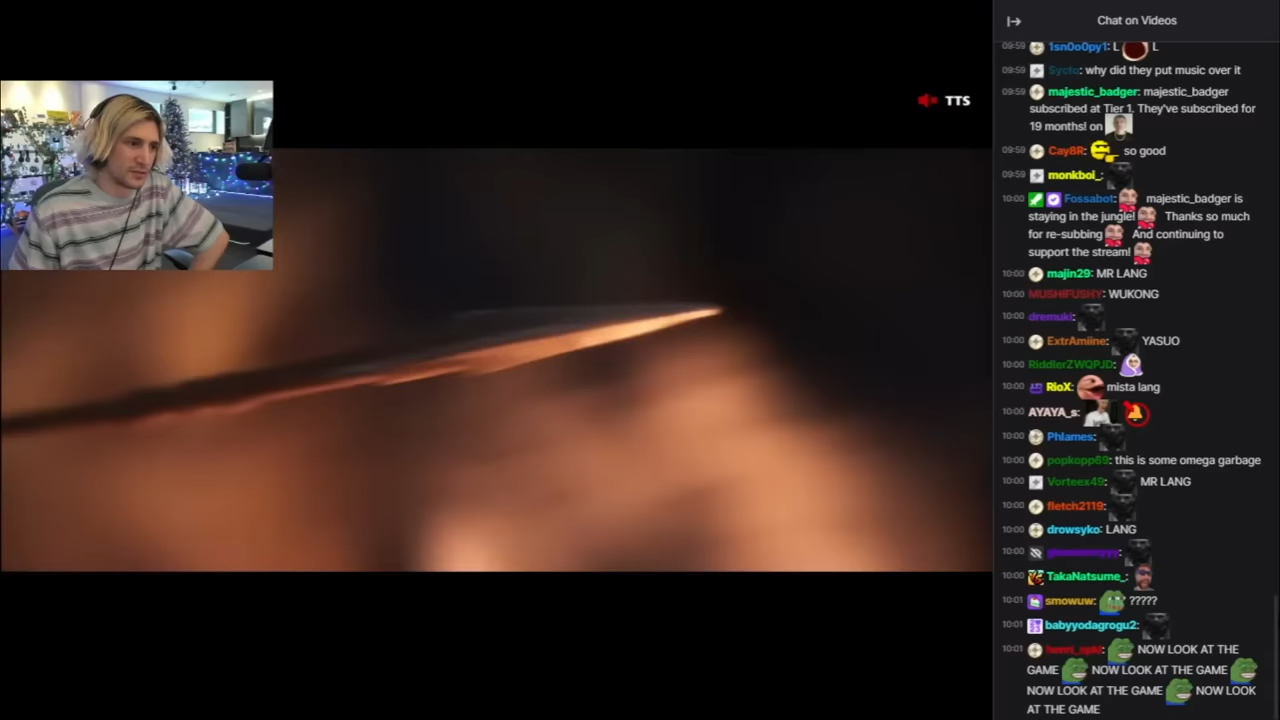 Chat on Videos
TTS
09:59 1sn0o0py1: L L
09:59 Sycto: why did they put music over it
09:59 majestic_badger: majestic_badger
subscribed at Tier 1. They've subscribed for
19 months! on
09:59 Cay8R: so good
09:59 monkbol_:
10:00 Fossabot: majestic_badger is
staying in the jungle! Thanks so much
for re-subbing And continuing to
support the stream!
10:00 majin29: MR LANG
10:00 MUSHIFUSHY: WUKONG
10:00 dremuki:
10:00 ExtrAmiine: YASUO
10:00 RiddlerZWQPJD:
10:00 RioX: mista lang
10:00 AYAYA_s:
10:00 Phlames:
10:00 popkopp69: this is some omega garbage
10:00 Vorteex49: MR LANG
10:00 fletch2119:
10:00 drowsyko: LANG
10:00
10:00 TakaNatsume_:
10:01 smowuw: ?????
10:01 babyyodagrogu2:
10:01 NOW LOOK AT THE
GAME NOW LOOK AT THE GAME
NOW LOOK AT THE GAME NOW LOOK
AT THE GAME